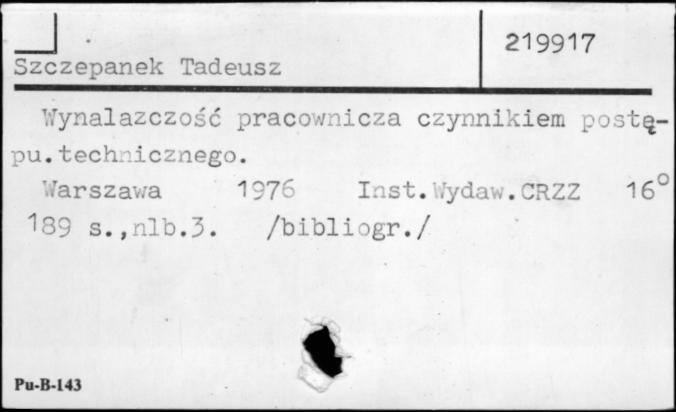 219917
Szczepanek Tadeusz
Wynalazczość pracownicza czynnikiem postę-
pu.technicznego.
Warszawa 1976 Inst.Wydaw.CRZZ 16°
189 s.,nlb.3. /bibliogr./
Pu-B-143